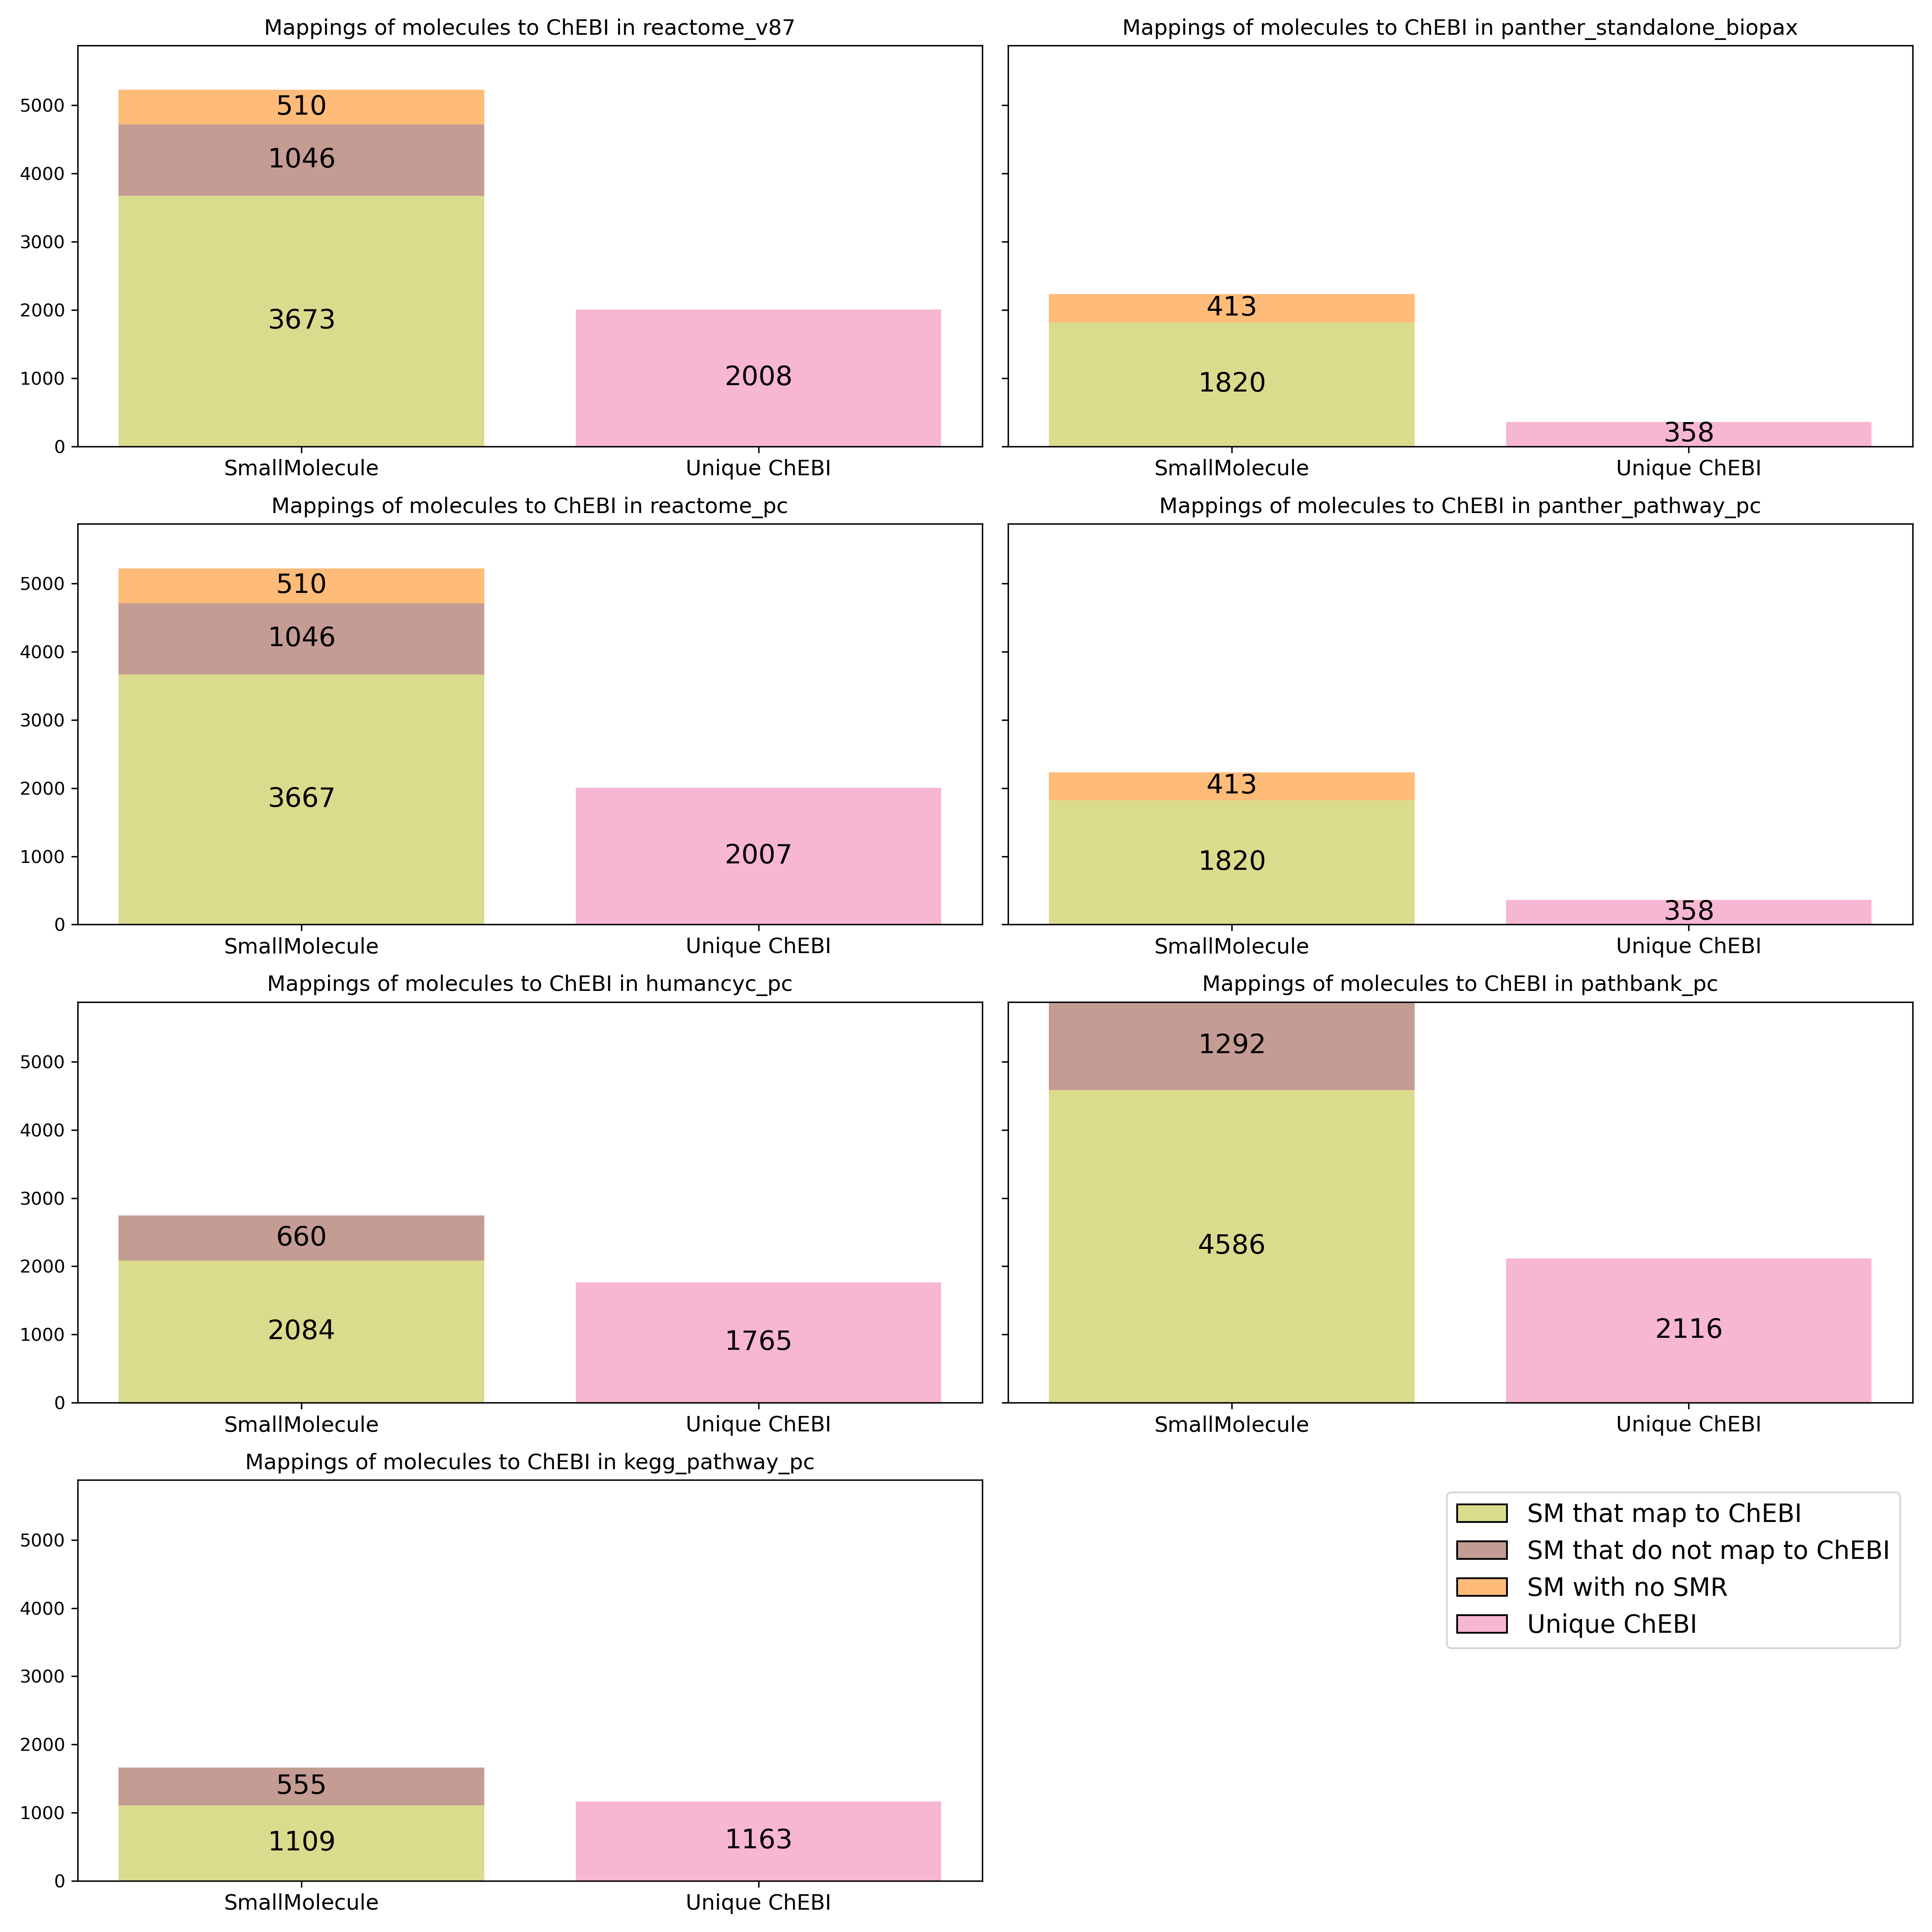 Mappings of molecules to ChEBI in reactome_v87
5000
4000
3000
2000
1000
0
510
1046
3673
2008
SmallMolecule
Unique ChEBI
Mappings of molecules to ChEBI in panther_standalone_biopax
413
1820
358
SmallMolecule
Unique ChEBI
Mappings of molecules to ChEBI in reactome_pc
5000
4000
3000
2000
1000
0
510
1046
3667
2007
SmallMolecule
Unique ChEBI
Mappings of molecules to ChEBI in panther_pathway_pc
413
1820
358
SmallMolecule
Unique ChEBI
Mappings of molecules to ChEBI in humancyc_pc
5000
4000
3000
2000
1000
0
660
2084
1765
SmallMolecule
Unique ChEBI
Mappings of molecules to ChEBI in pathbank_pc
1292
4586
2116
SmallMolecule
Unique ChEBI
Mappings of molecules to ChEBI in kegg_pathway_pc
5000
4000
3000
2000
1000
0
555
1109
1163
SmallMolecule
Unique ChEBI
SM that map to ChEBI
SM that do not map to ChEBI
SM with no SMR
Unique ChEBI